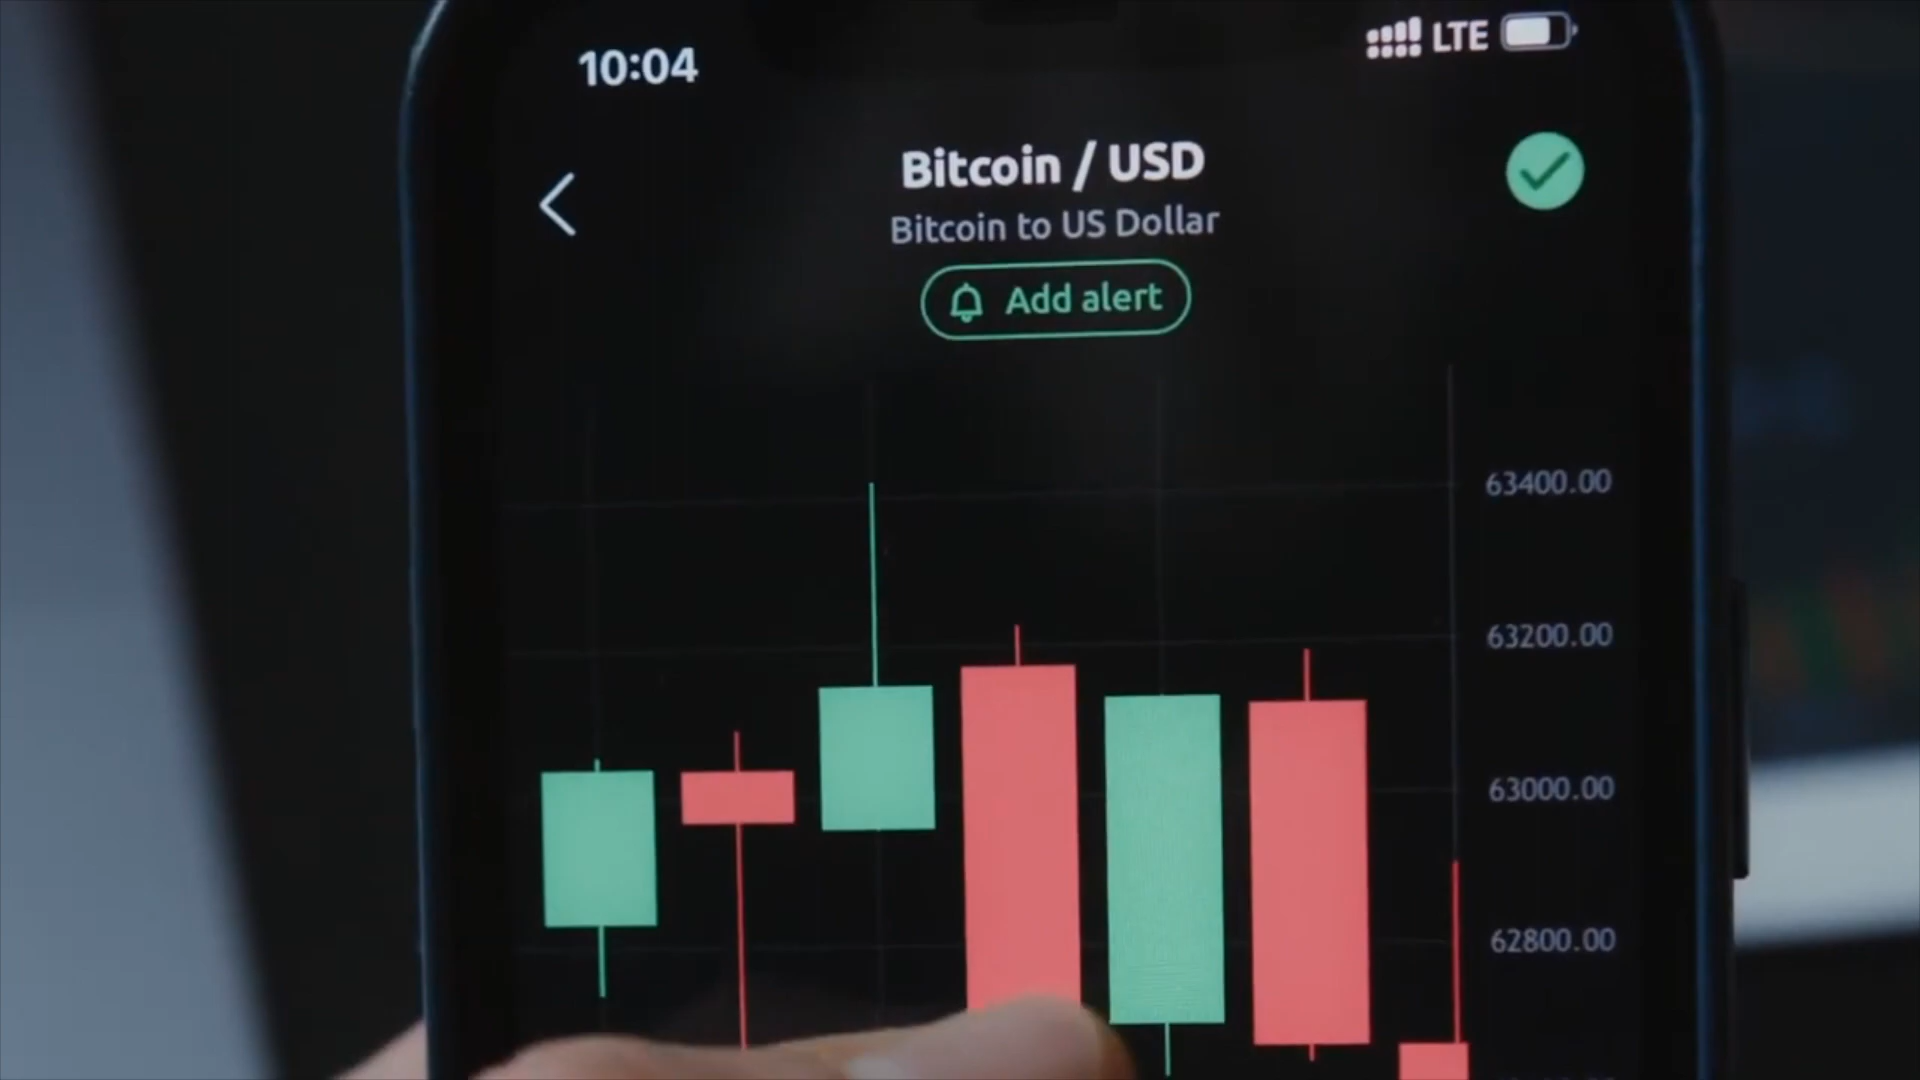 10:04
LTE
Bitcoin / USD
Bitcoin to US Dollar
Add alert
63400.00
63200.00
63000.00
62800.00